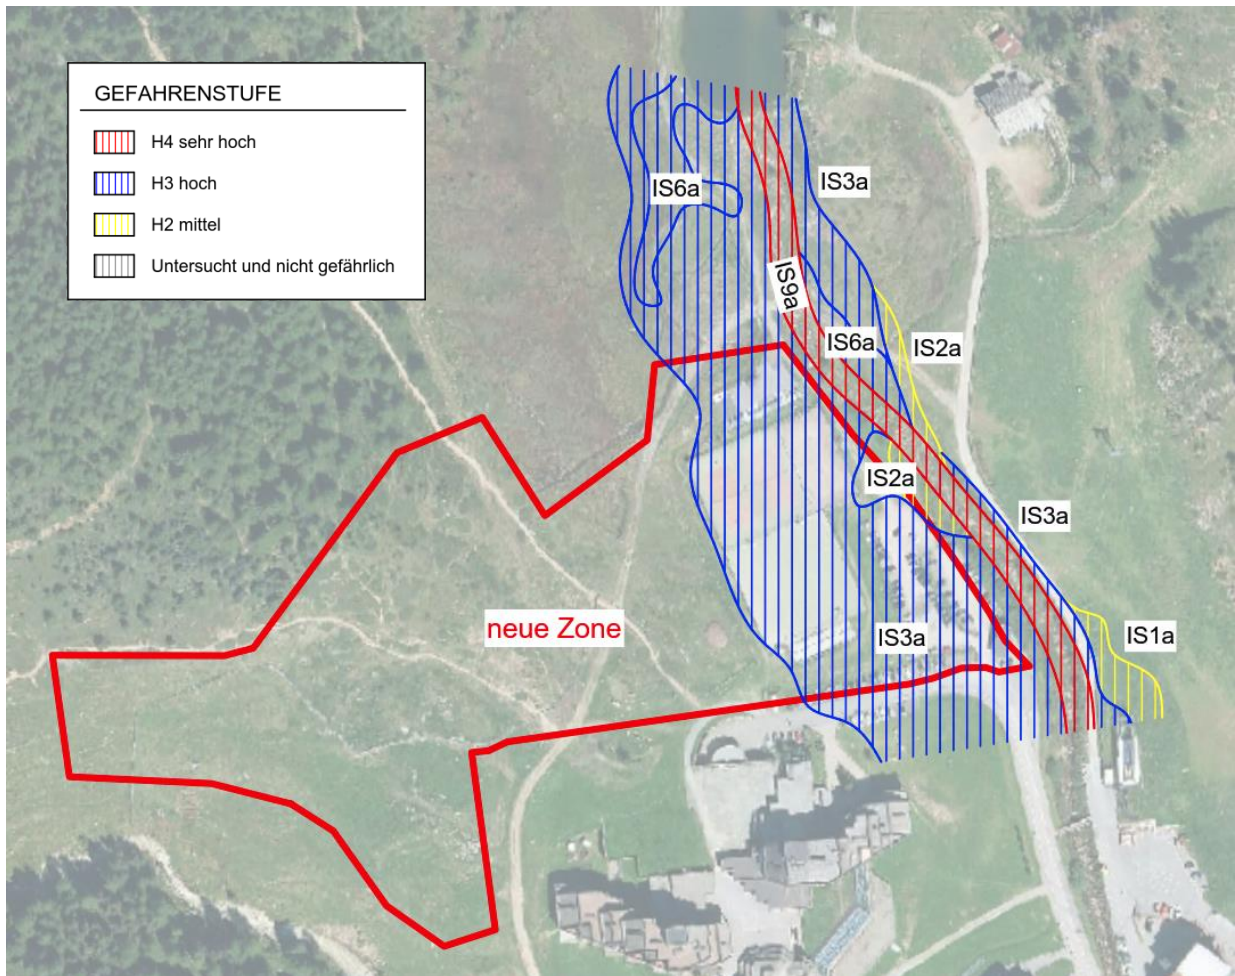 GEFAHRENSTUFE
H4 sehr hoch
H3 hoch
H2 mittel
Untersucht und nicht gefährlich
IS6a
IS3a
IS9a
IS6a
IS2a
IS2a
IS3a
neue Zone
IS3a
IS1a